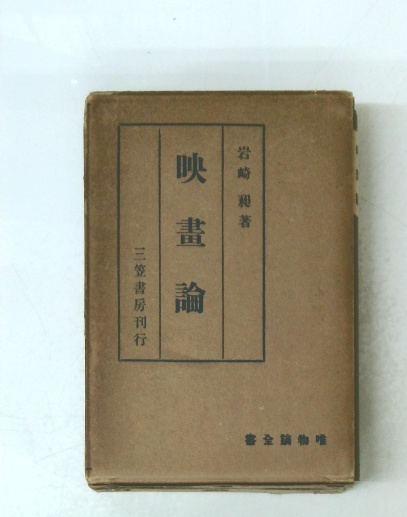 岩崎昶著
映畫論
三笠書房刊行
唯物論全書